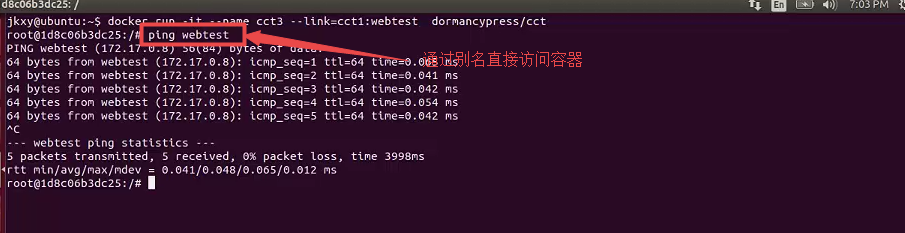 d8c06b3dc25: /
En
7:03 PM
jkxy@ubuntu:~$ docker run -it --name cct3 --link=cct1:webtest dormancypress/cct
root@1d8c06b3dc25:/# ping webtest
PING webtest (172.17.0.8) 56(84) bytes of data.
64 bytes from webtest (172.17.0.8): icmp_seq=1 ttl=64 time=0.065 ms
通过别名直接访问容器
64 bytes from webtest (172.17.0.8): icmp_seq=2 ttl=64 time=0.041 ms
64 bytes from webtest (172.17.0.8): icmp_seq=3 ttl=64 time=0.042 ms
64 bytes from webtest (172.17.0.8): icmp_seq=4 ttl=64 time=0.054 ms
64 bytes from webtest (172.17.0.8): icmp_seq=5 ttl=64 time=0.042 ms
^C
--- webtest ping statistics ---
5 packets transmitted, 5 received, 0% packet loss, time 3998ms
rtt min/avg/max/mdev = 0.041/0.048/0.065/0.012 ms
root@1d8c06b3dc25:/#